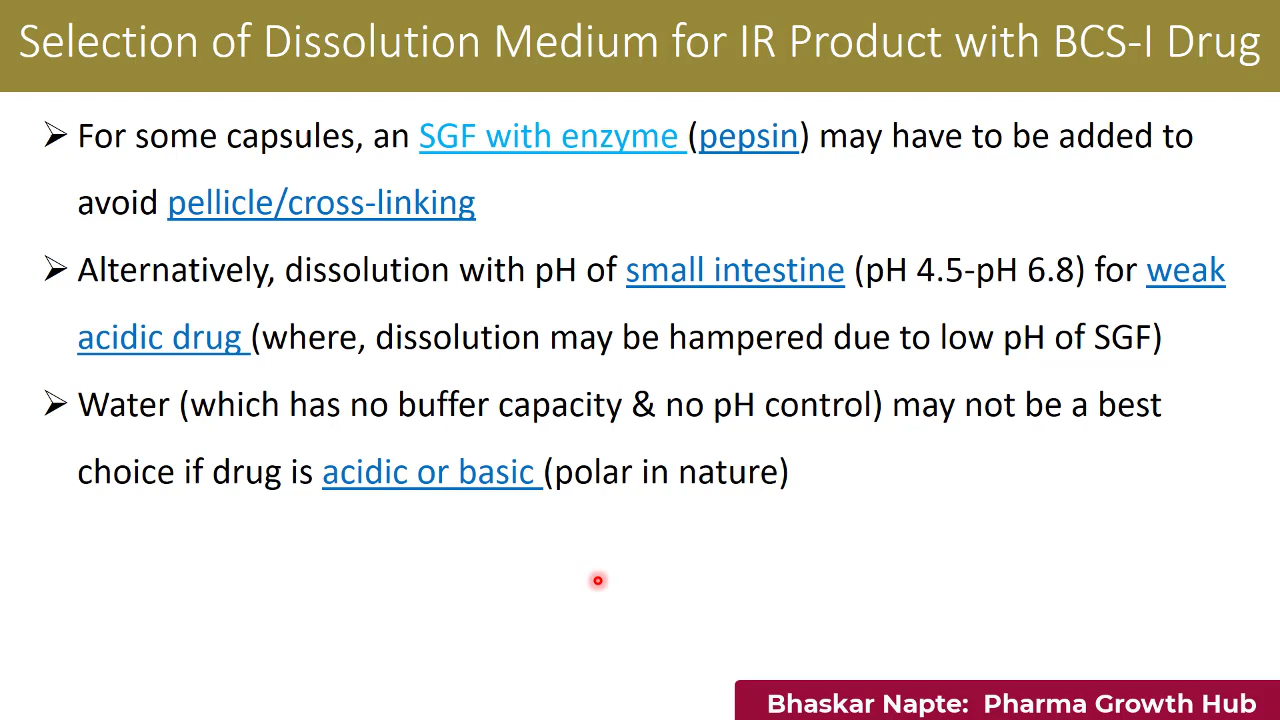 Selection of Dissolution Medium for IR Product with BCS-I Drug
➢ For some capsules, an SGF with enzyme (pepsin) may have to be added to
avoid pellicle/cross-linking
➢ Alternatively, dissolution with pH of small intestine (pH 4.5-pH 6.8) for weak
acidic drug (where, dissolution may be hampered due to low pH of SGF)
➢ Water (which has no buffer capacity & no pH control) may not be a best
choice if drug is acidic or basic (polar in nature)
Bhaskar Napte: Pharma Growth Hub